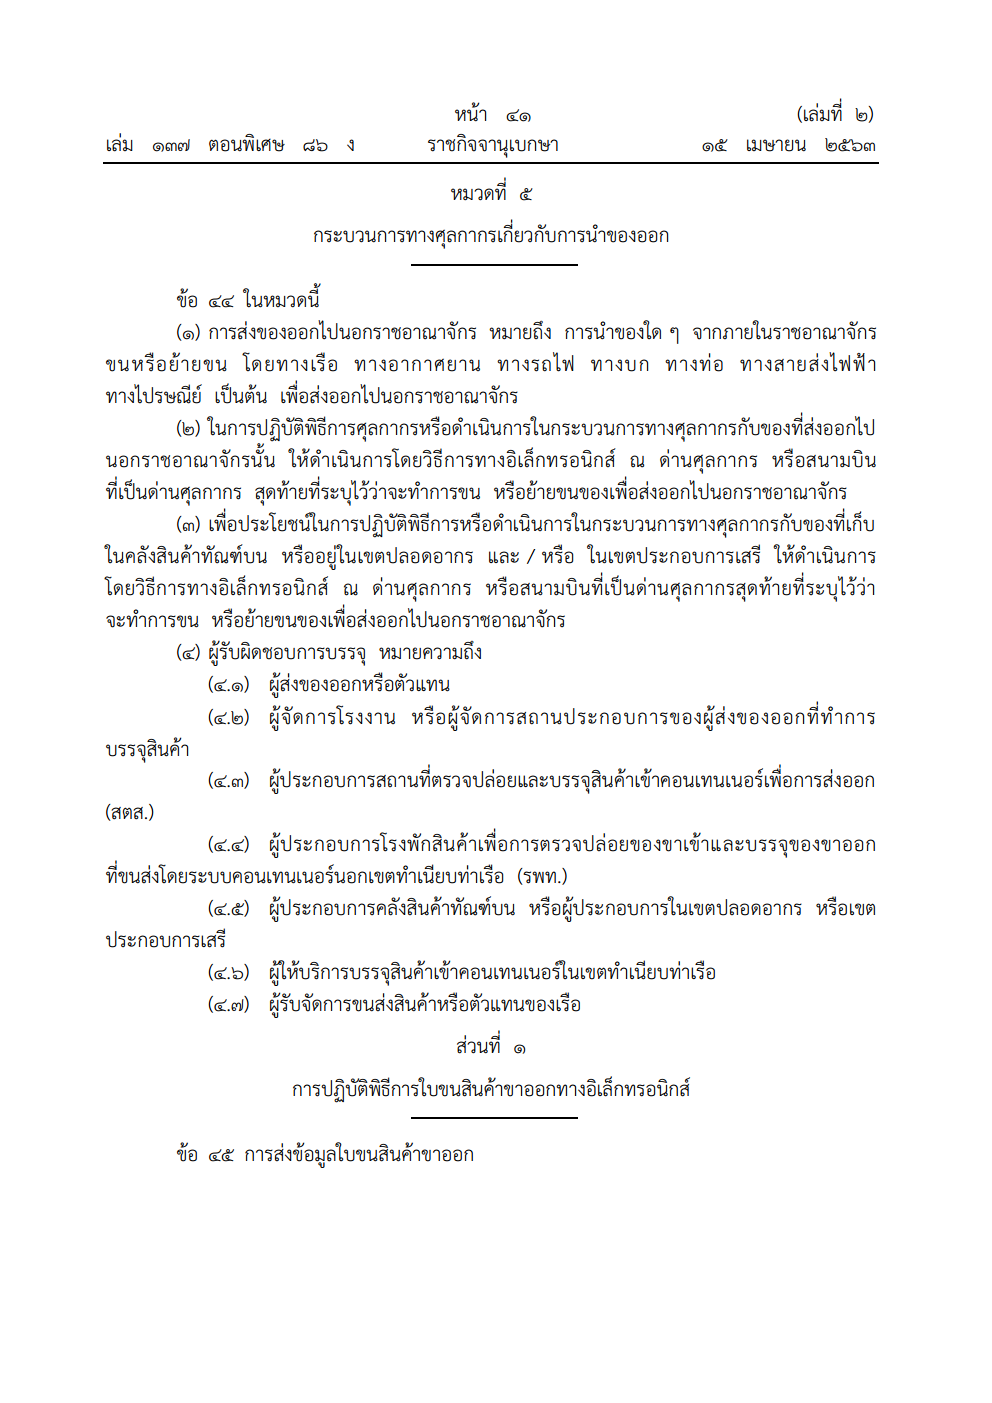 หน้า ๔๑ (เล่มที่ ๒)
เล่ม ๑๓๗ ตอนพิเศษ ๘๖ ง ราชกิจจานุเบกษา ๑๕ เมษายน ๒๕๖๓
หมวดที่ ๕
กระบวนการทางศุลกากรเกี่ยวกับการนำของออก
ข้อ ๔๔ ในหมวดนี้
(๑) การส่งของออกไปนอกราชอาณาจักร หมายถึง การนำของใด ๆ จากภายในราชอาณาจักร
ขนหรือย้ายขน โดยทางเรือ ทางอากาศยาน ทางรถไฟ ทางบก ทางท่อ ทางสายส่งไฟฟ้า
ทางไปรษณีย์ เป็นต้น เพื่อส่งออกไปนอกราชอาณาจักร
(๒) ในการปฏิบัติพิธีการศุลกากรหรือดำเนินการในกระบวนการทางศุลกากรกับของที่ส่งออกไป
นอกราชอาณาจักรนั้น ให้ดำเนินการโดยวิธีการทางอิเล็กทรอนิกส์ ณ ด่านศุลกากร หรือสนามบิน
ที่เป็นด่านศุลกากร สุดท้ายที่ระบุไว้ว่าจะทำการขน หรือย้ายขนของเพื่อส่งออกไปนอกราชอาณาจักร
(๓) เพื่อประโยชน์ในการปฏิบัติพิธีการหรือดำเนินการในกระบวนการทางศุลกากรกับของที่เก็บ
ในคลังสินค้าทัณฑ์บน หรืออยู่ในเขตปลอดอากร และ / หรือ ในเขตประกอบการเสรี ให้ดำเนินการ
โดยวิธีการทางอิเล็กทรอนิกส์ ณ ด่านศุลกากร หรือสนามบินที่เป็นด่านศุลกากรสุดท้ายที่ระบุไว้ว่า
จะทำการขน หรือย้ายขนของเพื่อส่งออกไปนอกราชอาณาจักร
(๔) ผู้รับผิดชอบการบรรจุ หมายความถึง
(๔.๑) ผู้ส่งของออกหรือตัวแทน
(๔.๒) ผู้จัดการโรงงาน หรือผู้จัดการสถานประกอบการของผู้ส่งของออกที่ทำการ
บรรจุสินค้า
(๔.๓) ผู้ประกอบการสถานที่ตรวจปล่อยและบรรจุสินค้าเข้าคอนเทนเนอร์เพื่อการส่งออก
(สตส.)
(๔.๔) ผู้ประกอบการโรงพักสินค้าเพื่อการตรวจปล่อยของขาเข้าและบรรจุของขาออก
ที่ขนส่งโดยระบบคอนเทนเนอร์นอกเขตทำเนียบท่าเรือ (รพท.)
(๔.๕) ผู้ประกอบการคลังสินค้าทัณฑ์บน หรือผู้ประกอบการในเขตปลอดอากร หรือเขต
ประกอบการเสรี
(๔.๖) ผู้ให้บริการบรรจุสินค้าเข้าคอนเทนเนอร์ในเขตทำเนียบท่าเรือ
(๔.๗) ผู้รับจัดการขนส่งสินค้าหรือตัวแทนของเรือ
ส่วนที่ ๑
การปฏิบัติพิธีการใบขนสินค้าขาออกทางอิเล็กทรอนิกส์
ข้อ ๔๕ การส่งข้อมูลใบขนสินค้าขาออก